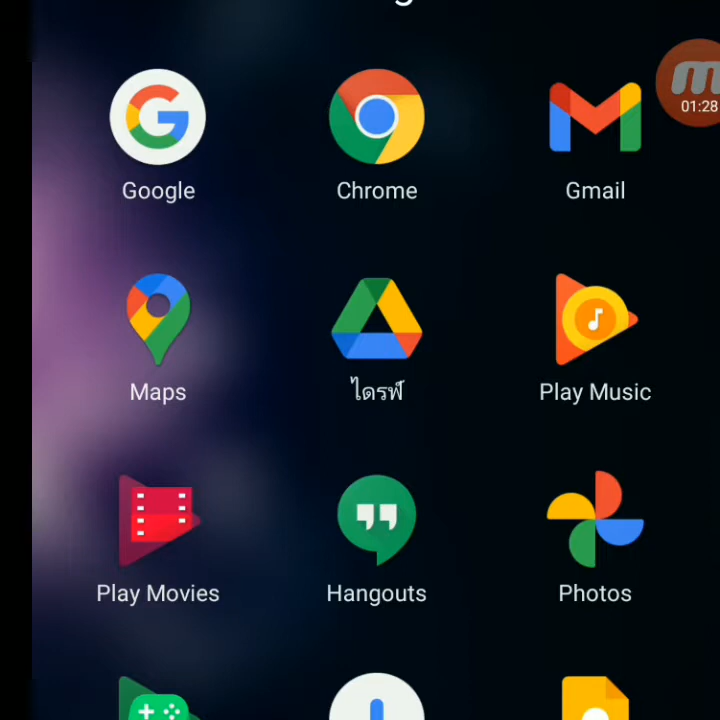 Google
Chrome
Gmail
01:28
Maps
ไดรฟ์
Play Music
Play Movies
Hangouts
Photos